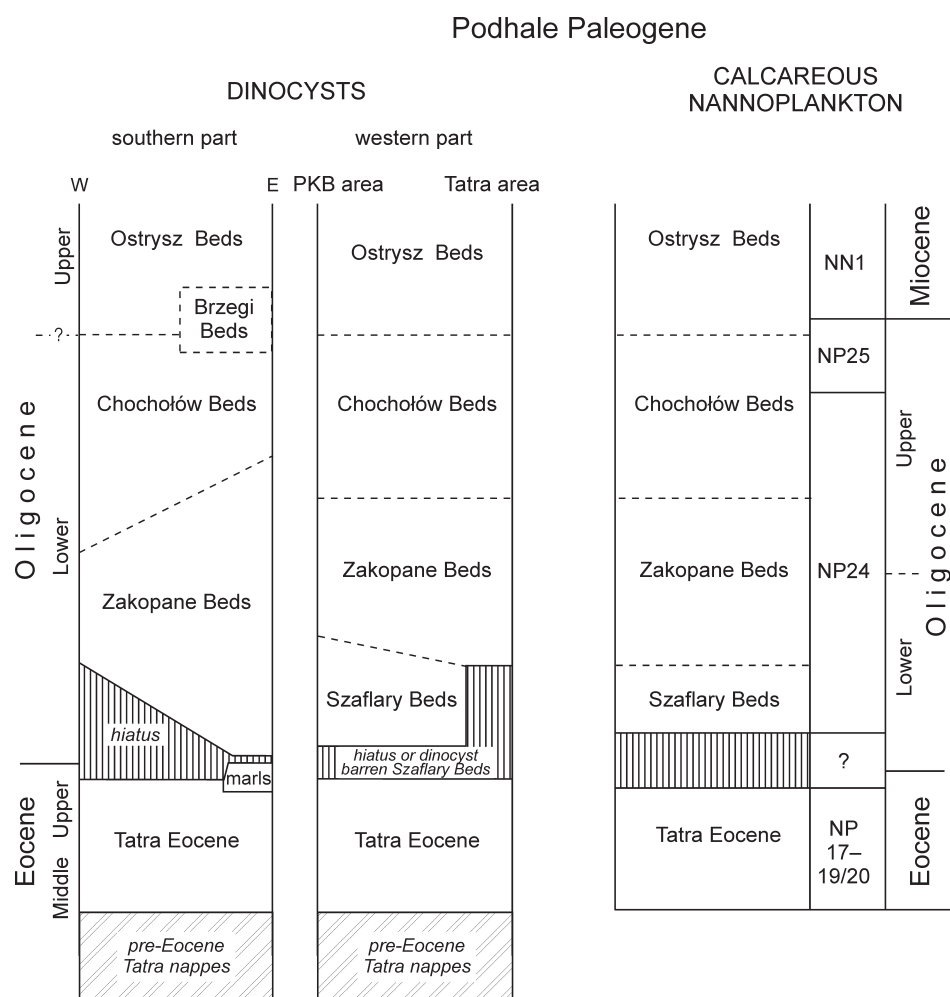 Podhale Paleogene
DINOCYSTS
CALCAREOUS
NANNOPLANKTON
southern part
western part
W
E
PKB area
Tatra area
Oligocene
Upper
?
Lower
Eocene
Upper
Middle
Ostrysz Beds
Brzegi
Beds
Chochołów Beds
Zakopane Beds
hiatus
marls
Tatra Eocene
pre-Eocene
Tatra nappes
Ostrysz Beds
Chochołów Beds
Zakopane Beds
Szaflary Beds
hiatus or dinocyst
barren Szaflary Beds
Tatra Eocene
pre-Eocene
Tatra nappes
Ostrysz Beds
Chochołów Beds
Zakopane Beds
Szaflary Beds
Tatra Eocene
NN1
NP25
NP24
?
NP
17–
19/20
Miocene
Upper
Oligocene
Lower
Eocene